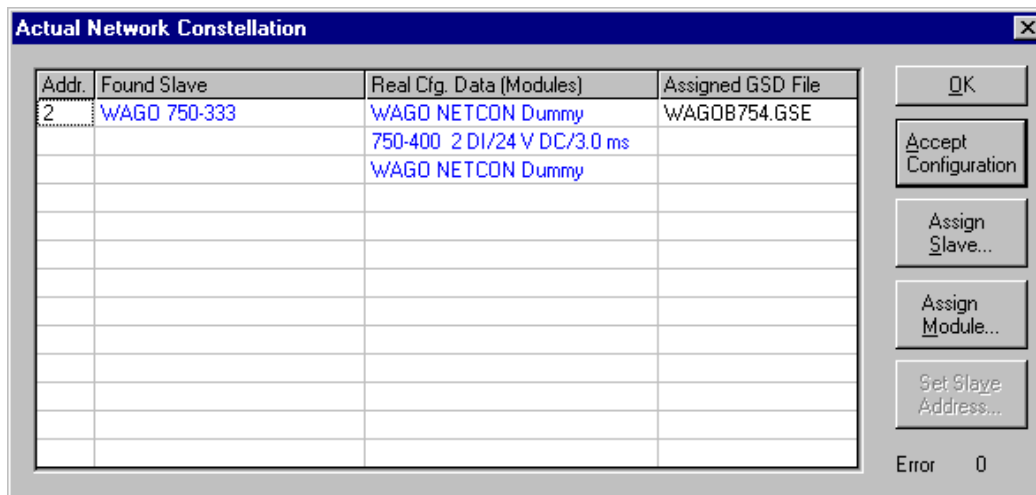 Actual Network Constellation
Addr. Found Slave Real Cfg. Data (Modules) Assigned GSD File
2 WAGO 750-333 WAGO NETCON Dummy WAGOB754.GSE
750-400 2 DI/24 V DC/3.0 ms
WAGO NETCON Dummy
OK
Accept
Configuration
Assign
Slave...
Assign
Module...
Set Slave
Address...
Error 0